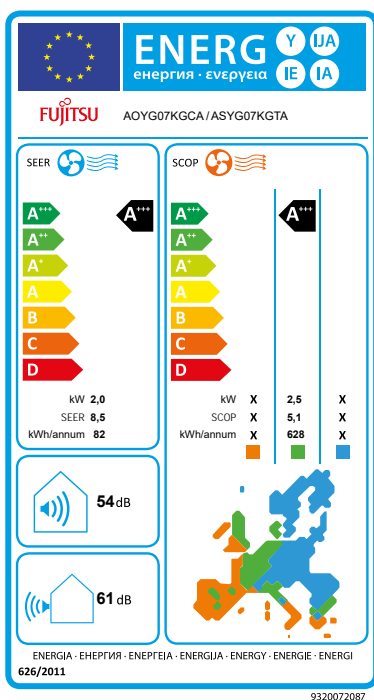 ENERG
енергия · ενεργεια
Y IJA
IE IA
FUJITSU
AOYG07KGCA / ASYG07KGTA
SEER
A+++
A+++
A++
A+
A
B
C
D
kW 2,0
SEER 8,5
kWh/annum 82
SCOP
A+++
A+++
A++
A+
A
B
C
D
kW X 2,5 X
SCOP X 5,1 X
kWh/annum X 628 X
54 dB
61 dB
ENERGIA · ЕНЕРГИЯ · ΕΝΕΡΓΕΙΑ · ENERGIJA · ENERGY · ENERGIE · ENERGI
626/2011
9320072087